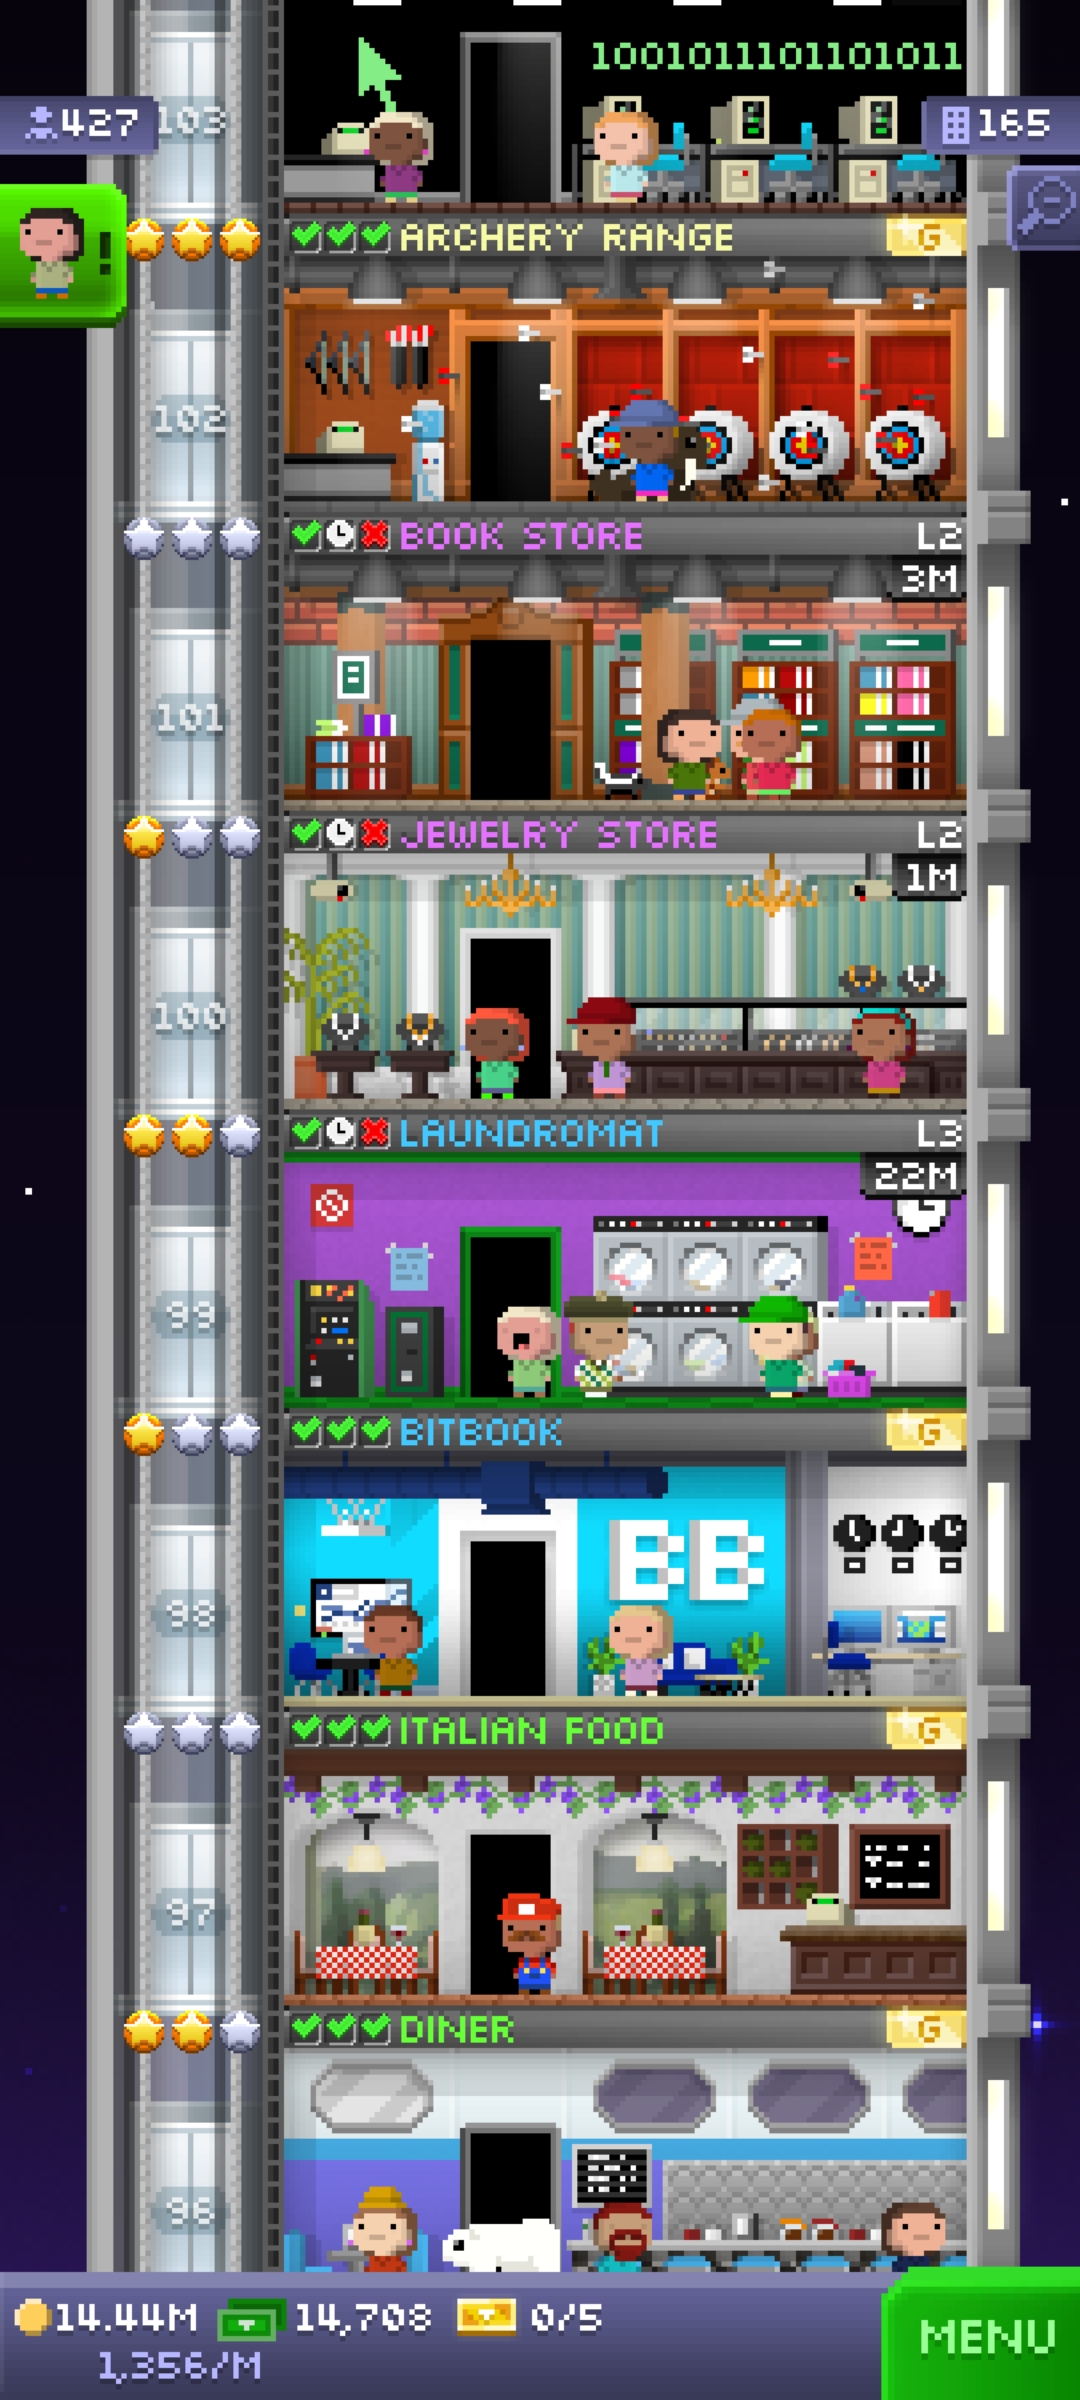 1001011101101011
427
103
165
!
ARCHERY RANGE
G
102
BOOK STORE
L2
3M
101
JEWELRY STORE
L2
1M
100
LAUNDROMAT
L3
22M
99
BITBOOK
G
BB
98
ITALIAN FOOD
G
97
DINER
G
96
14.44M
14,708
0/5
1,356/M
MENU